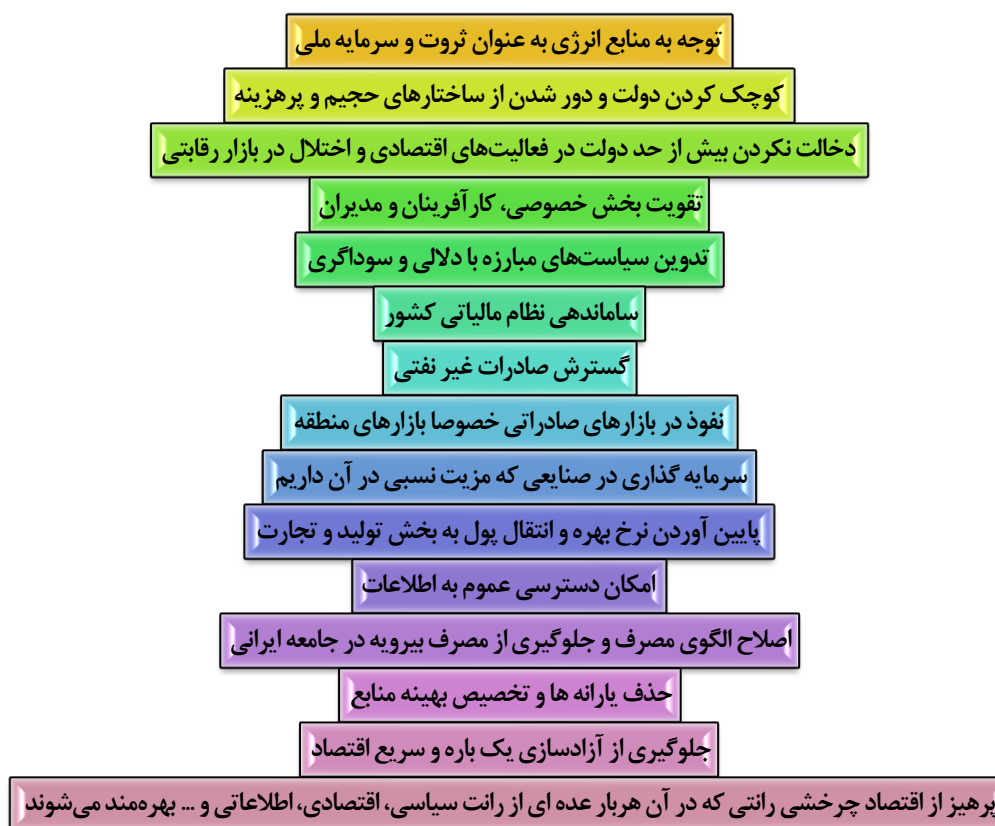 توجه به منابع انرژی به عنوان ثروت و سرمایه ملی
کوچک کردن دولت و دور شدن از ساختارهای حجیم و پرهزینه
دخالت نکردن بیش از حد دولت در فعالیت‌های اقتصادی و اختلال در بازار رقابتی
تقویت بخش خصوصی، کارآفرینان و مدیران
تدوین سیاست‌های مبارزه با دلالی و سوداگری
ساماندهی نظام مالیاتی کشور
گسترش صادرات غیر نفتی
نفوذ در بازارهای صادراتی خصوصا بازارهای منطقه
سرمایه گذاری در صنایعی که مزیت نسبی در آن داریم
پایین آوردن نرخ بهره و انتقال پول به بخش تولید و تجارت
امکان دسترسی عموم به اطلاعات
اصلاح الگوی مصرف و جلوگیری از مصرف بیرویه در جامعه ایرانی
حذف یارانه ها و تخصیص بهینه منابع
جلوگیری از آزادسازی یک باره و سریع اقتصاد
پرهیز از اقتصاد چرخشی رانتی که در آن هربار عده ای از رانت سیاسی، اقتصادی، اطلاعاتی و ... بهره‌مند می‌شوند